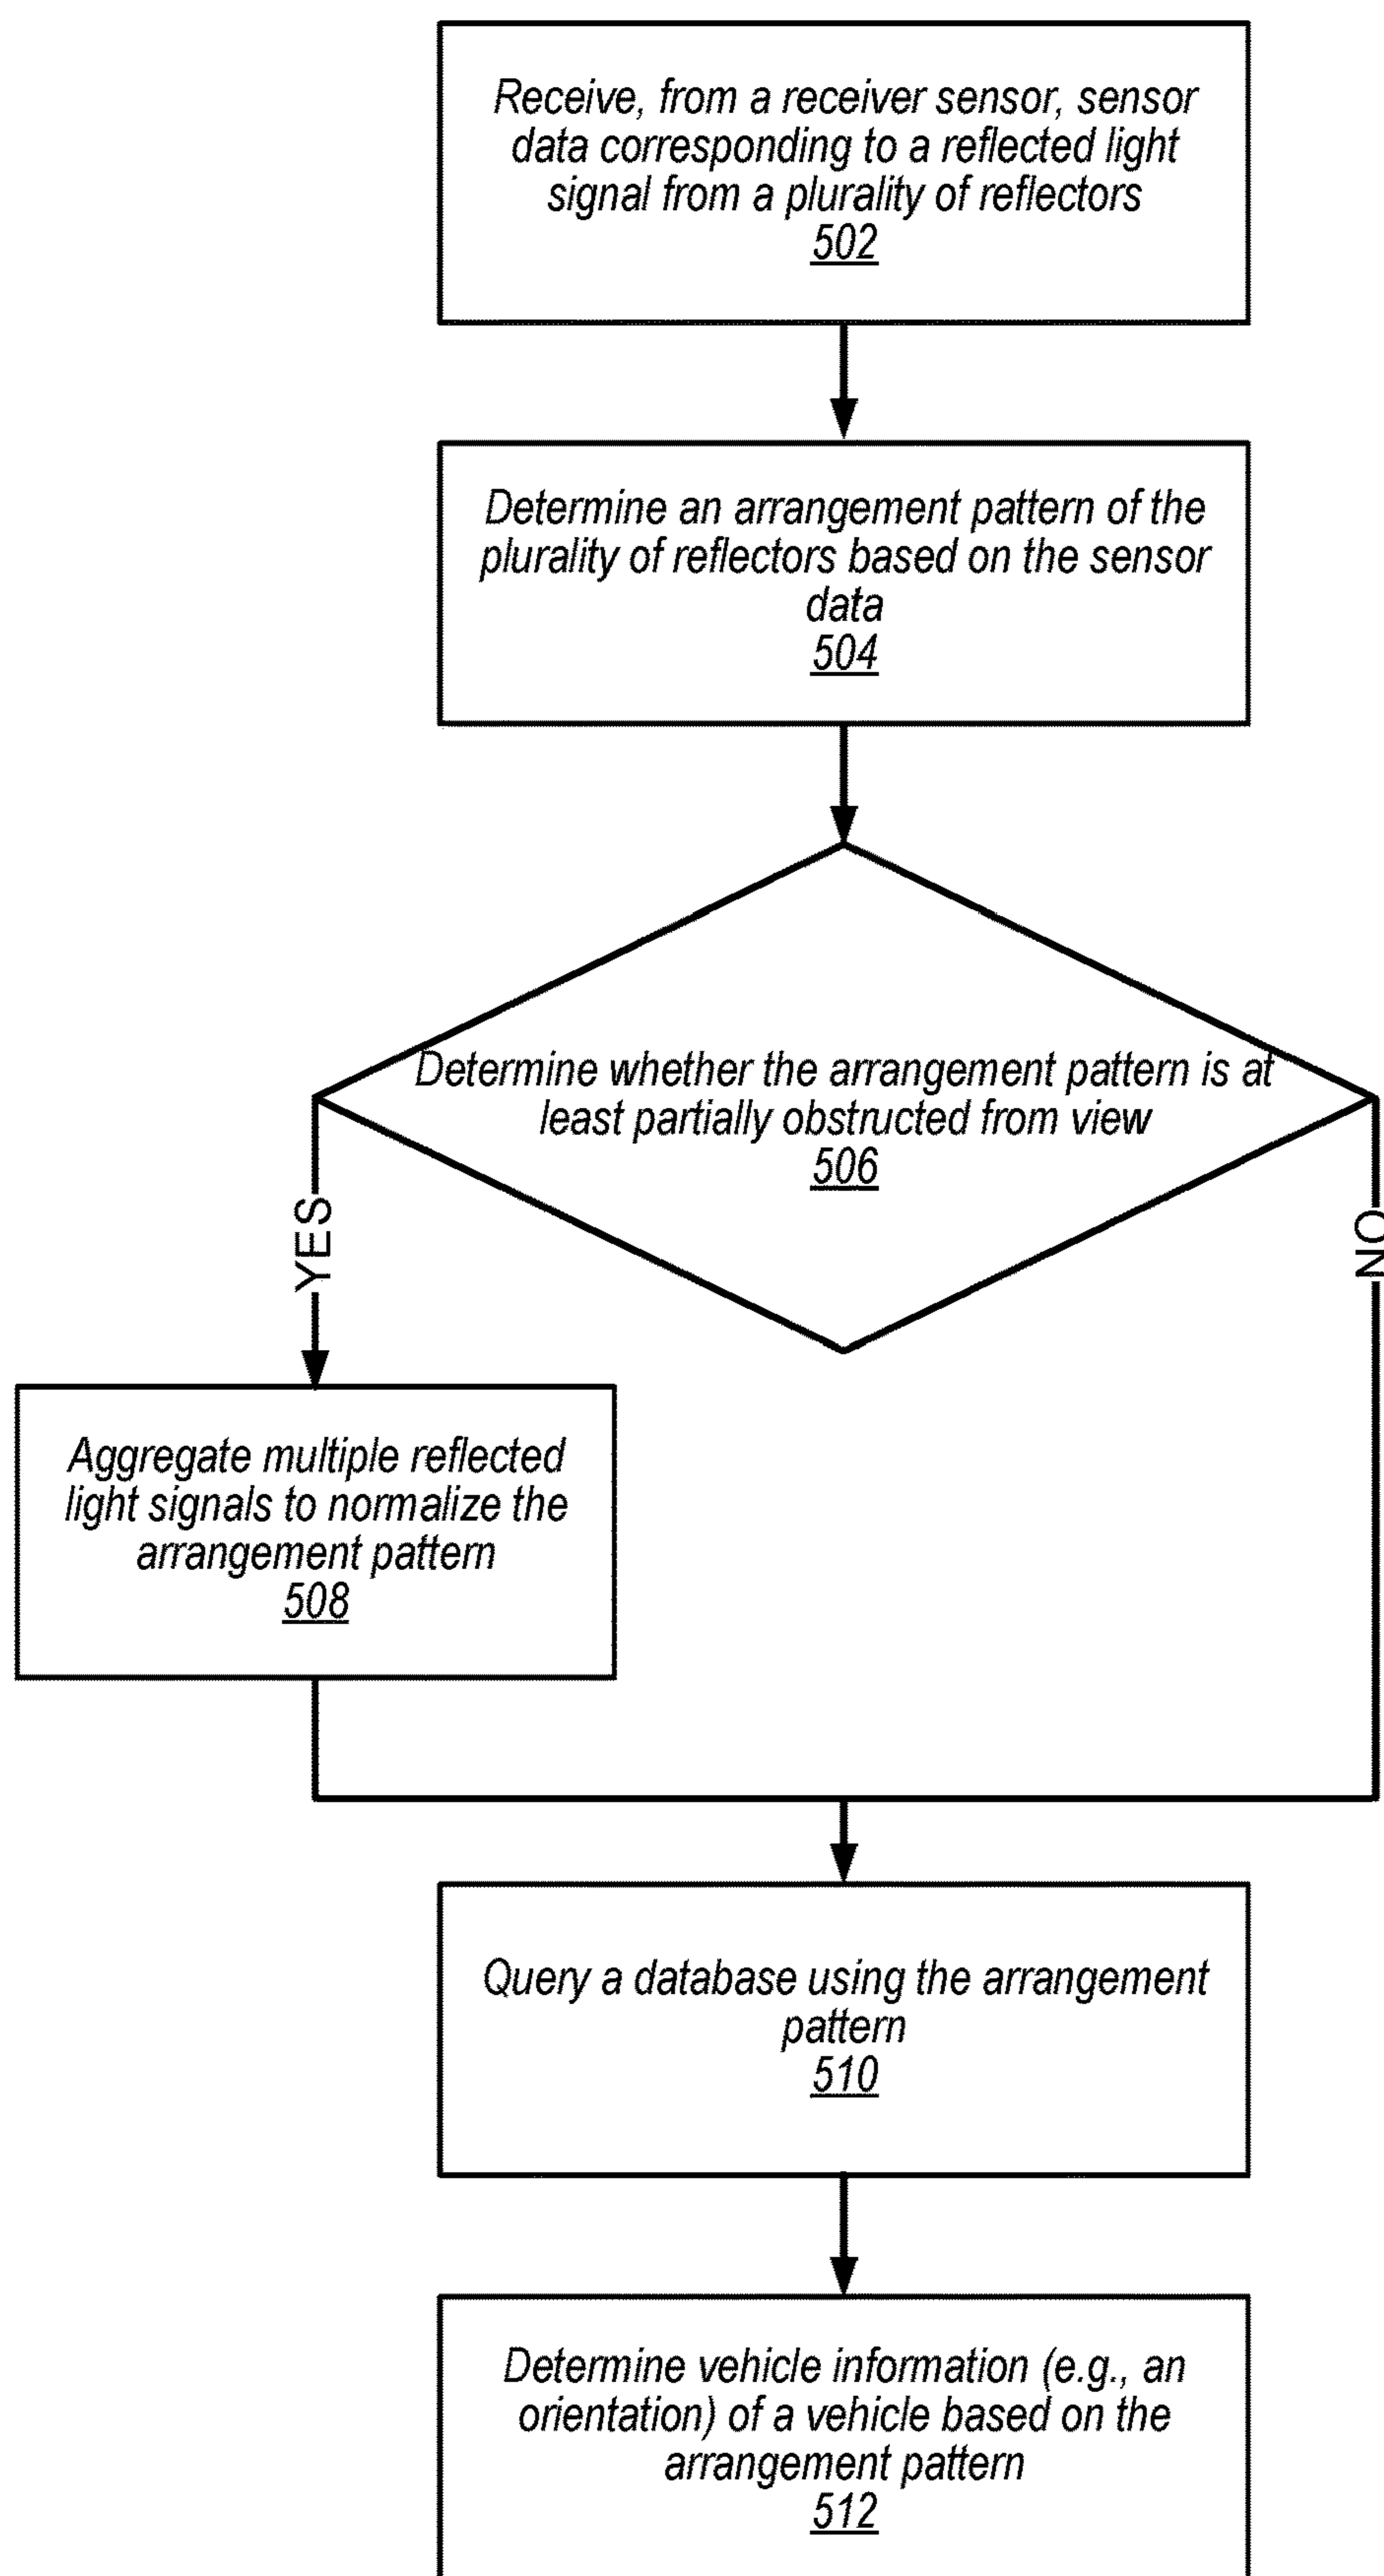 Receive, from a receiver sensor, sensor
data corresponding to a reflected light
signal from a plurality of reflectors
502
Determine an arrangement pattern of the
plurality of reflectors based on the sensor
data
504
Determine whether the arrangement pattern is at
least partially obstructed from view
506
YES
NO
Aggregate multiple reflected
light signals to normalize the
arrangement pattern
508
Query a database using the arrangement
pattern
510
Determine vehicle information (e.g., an
orientation) of a vehicle based on the
arrangement pattern
512